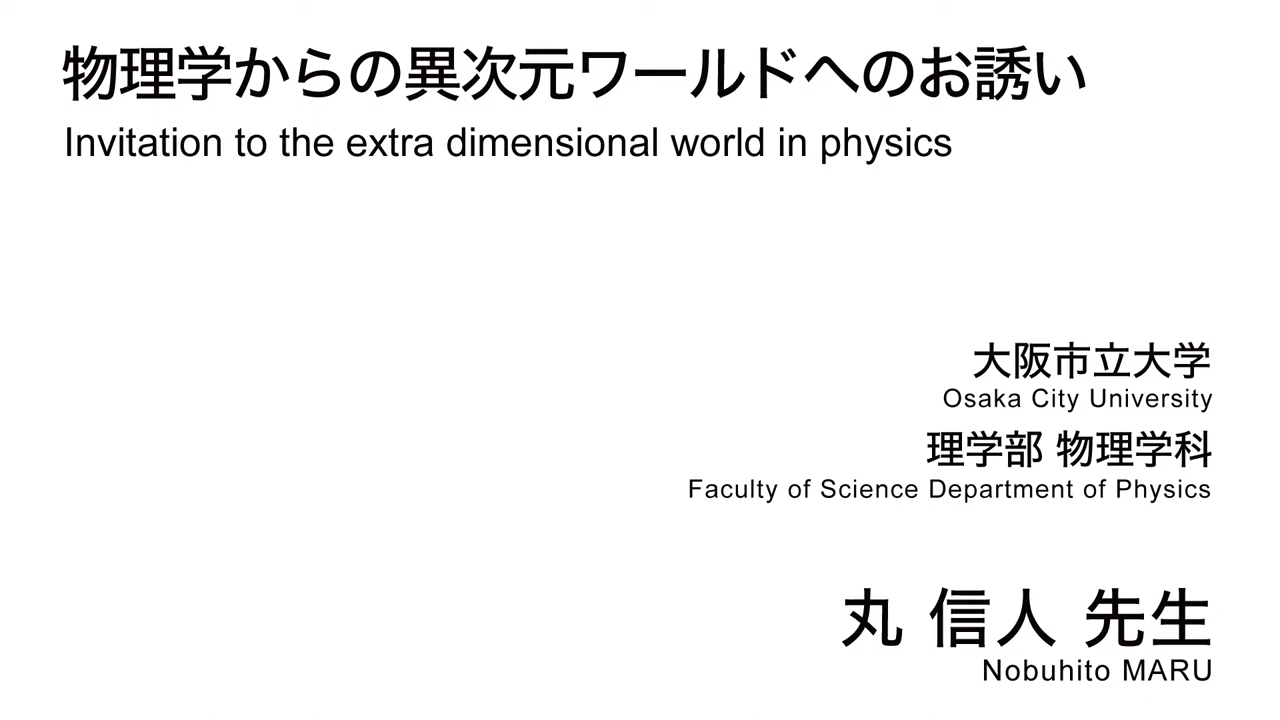 物理学からの異次元ワールドへのお誘い
Invitation to the extra dimensional world in physics
大阪市立大学
Osaka City University
理学部 物理学科
Faculty of Science Department of Physics
丸 信人 先生
Nobuhito MARU